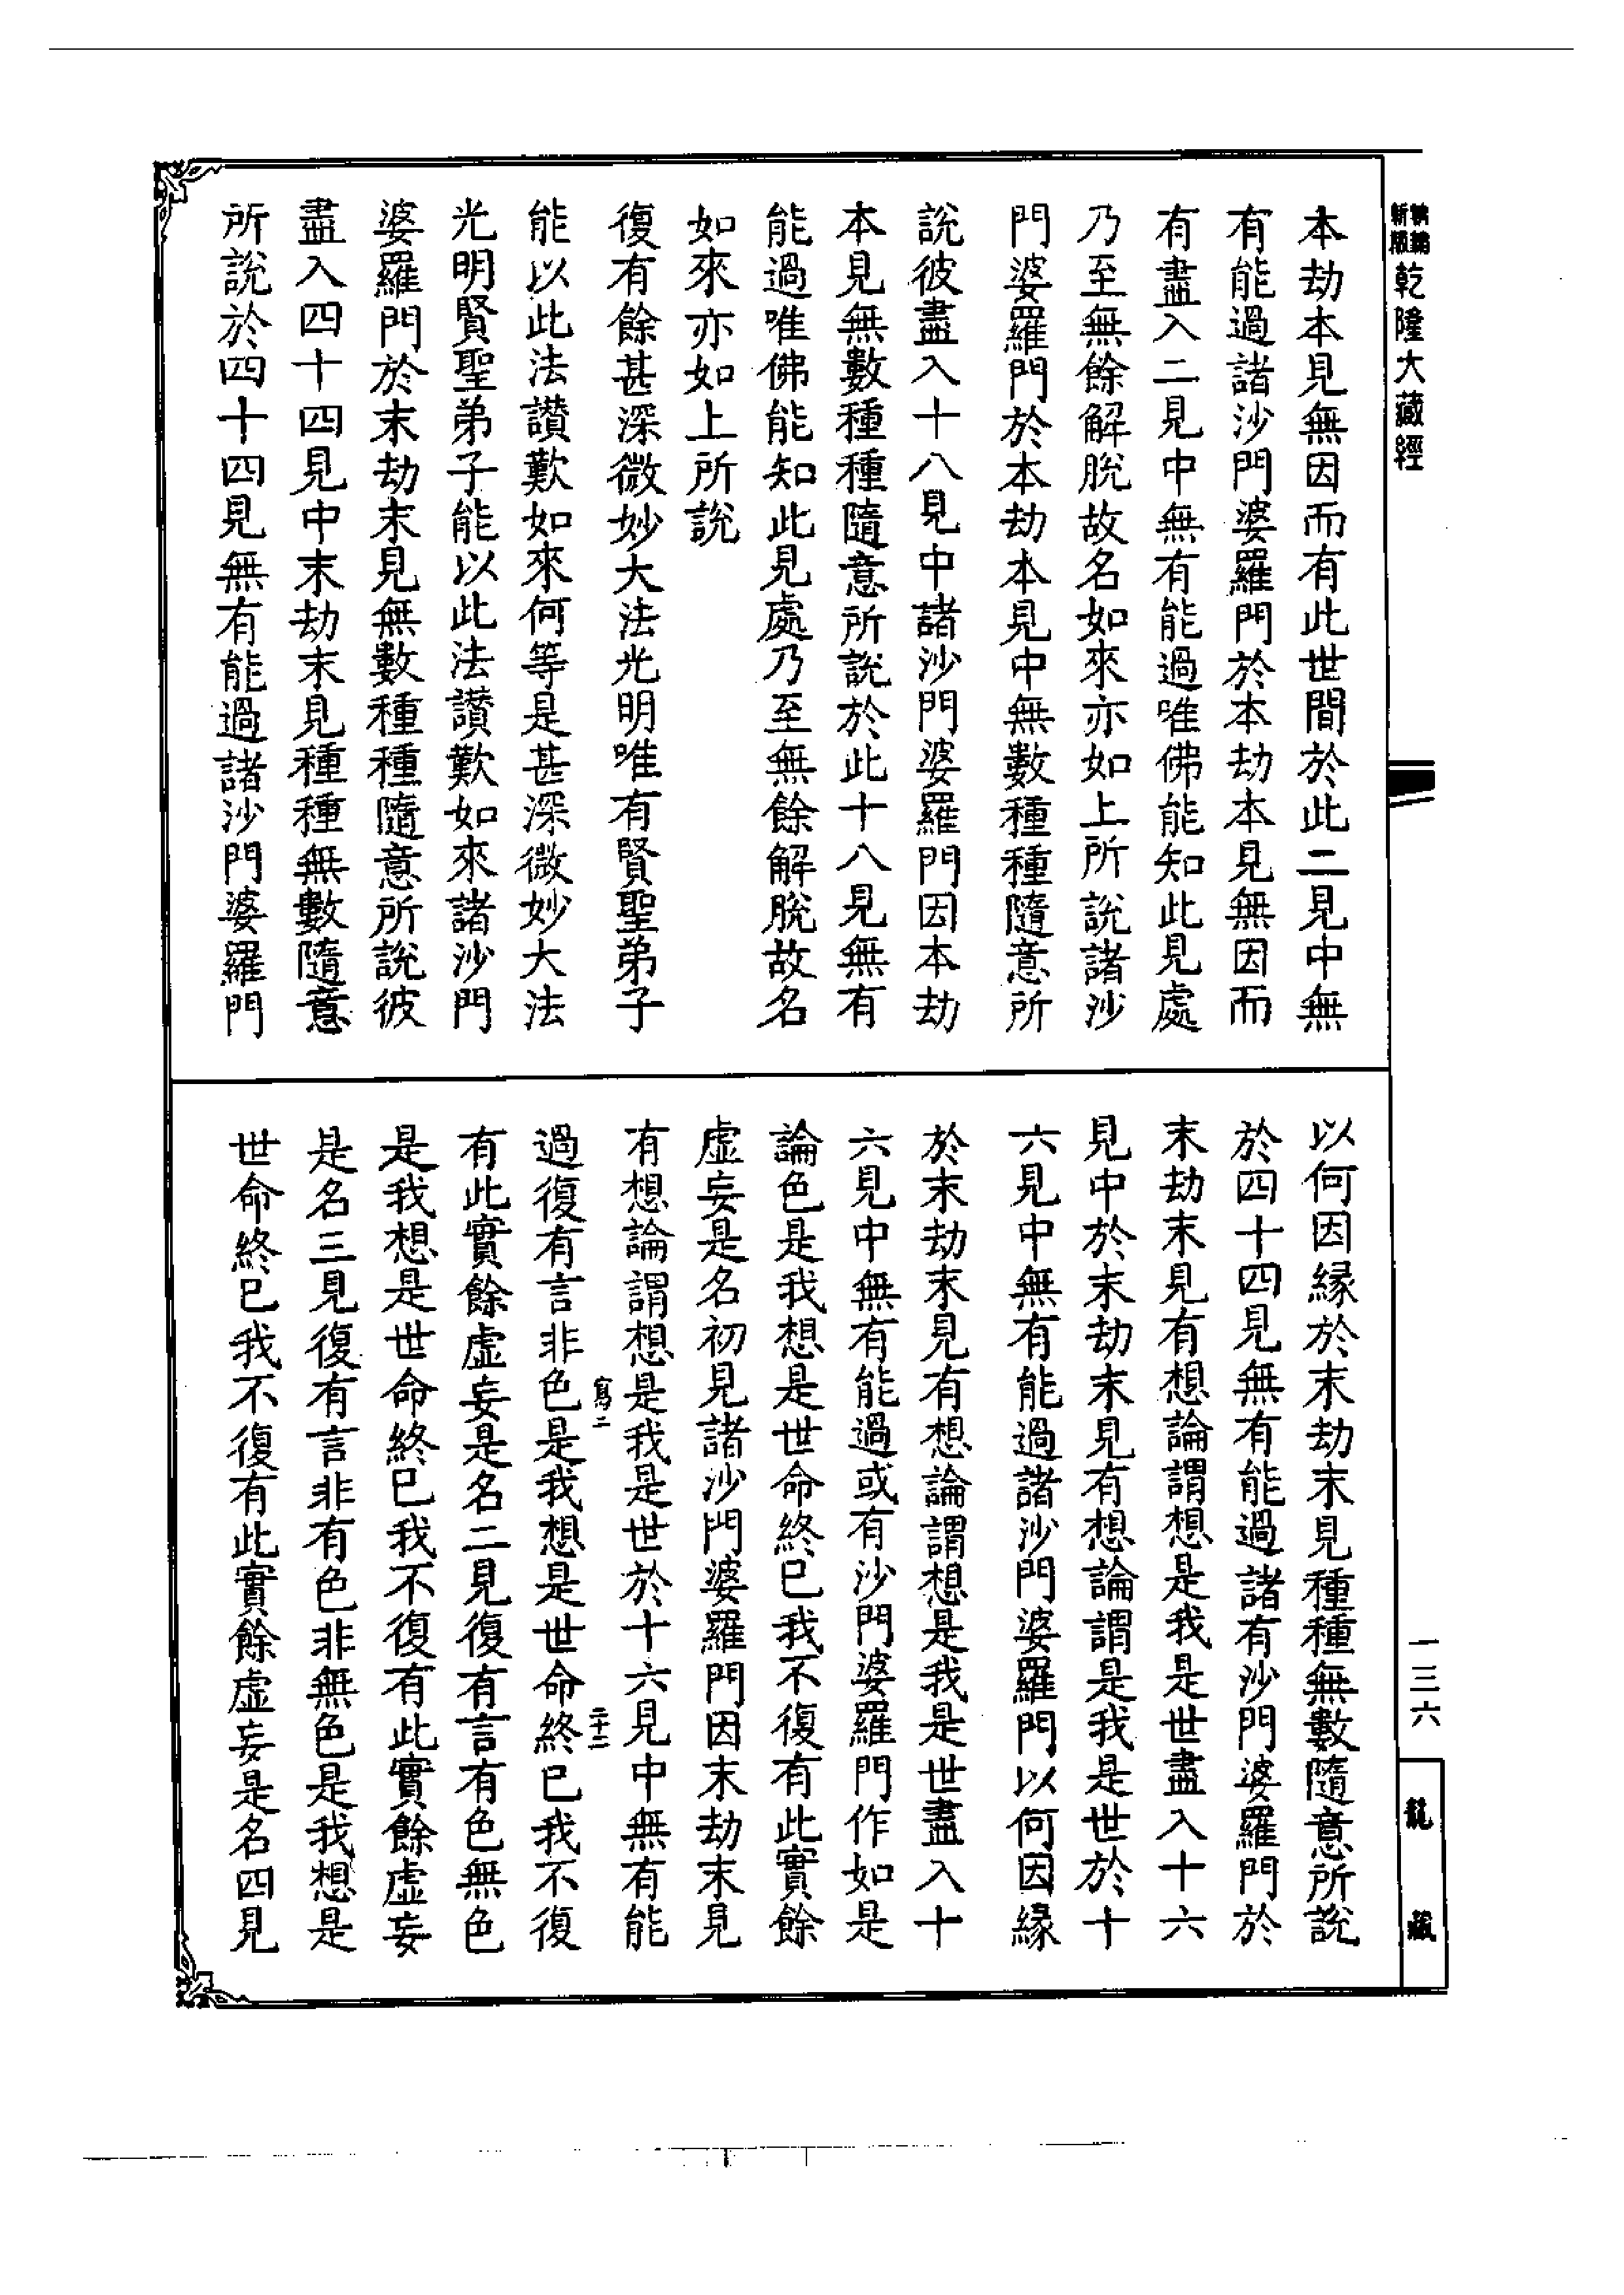 乾隆大藏經
本劫本見無因而有此世間於此二見中無
有能過諸沙門婆羅門於本劫本見無因而
有盡入二見中無有能過唯佛能知此見處
乃至無餘解脫故名如來亦如上所說諸沙
門婆羅門於本劫本見中無數種種隨意所
說彼盡入十八見中諸沙門婆羅門因本劫
本見無數種種隨意所說於此十八見無有
能過唯佛能知此見處乃至無餘解脫故名
如來亦如上所說
復有餘甚深微妙大法光明唯有賢聖弟子
能以此法讚歎如來何等是甚深微妙大法
光明賢聖弟子能以此法讚歎如來諸沙門
婆羅門於末劫末見無數種種隨意所說彼
盡入四十四見中末劫末見種種無數隨意
所說於四十四見無有能過諸沙門婆羅門
以何因緣於末劫末見種種無數隨意所說
於四十四見無有能過諸有沙門婆羅門於
末劫末見有想論謂想是我是世盡入十六
見中於末劫末見有想論謂是我是世於十
六見中無有能過諸沙門婆羅門以何因緣
於末劫末見有想論謂想是我是世盡入十
六見中無有能過或有沙門婆羅門作如是
論色是我想是世命終已我不復有此實餘
虛妄是名初見諸沙門婆羅門因末劫末見
有想論謂想是我是世於十六見中無有能
寫二
二十二
過復有言非色是我想是世命終已我不復
有此實餘虛妄是名二見復有言有色無色
是我想是世命終已我不復有此實餘虛妄
是名三見復有言非有色非無色是我想是
世命終已我不復有此實餘虛妄是名四見
一三六
龍藏